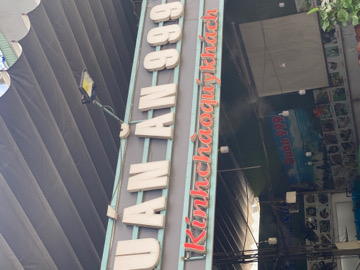 UAN AN 999
Kính chào quý khách